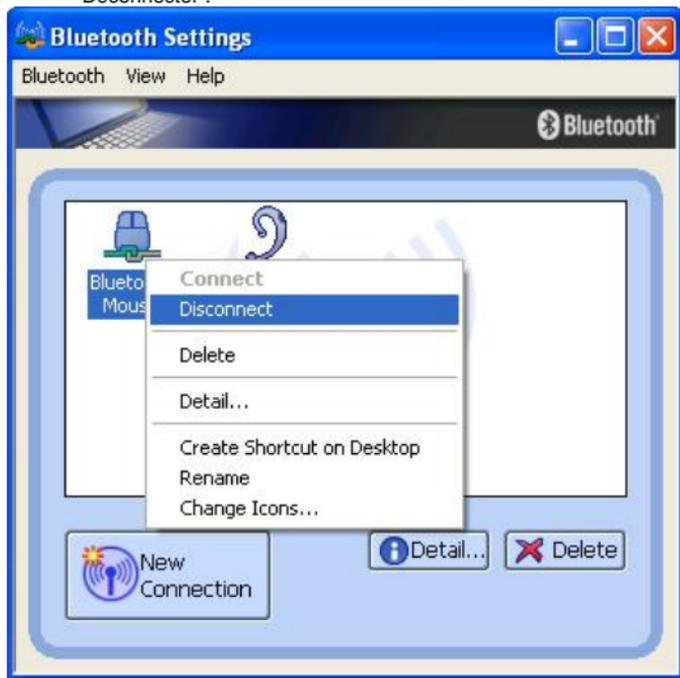 Bluetooth Settings
Bluetooth View Help
Bluetooth
Connect
Disconnect
Delete
Detail...
Create Shortcut on Desktop
Rename
Change Icons...
New
Connection
Detail...
Delete